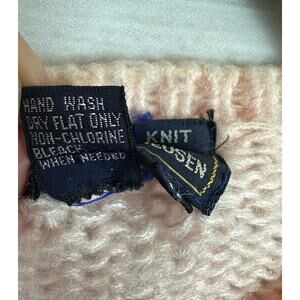 HAND WASH
DRY FLAT ONLY
NON-CHLORINE
BLEACH
WHEN NEEDED
KNIT